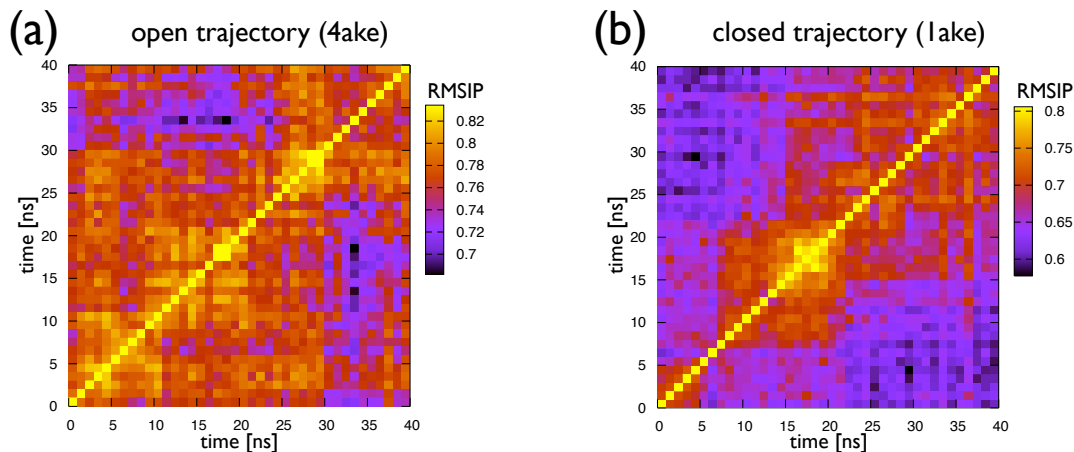 (a)
open trajectory (4ake)
40
35
30
25
20
15
10
5
0
time [ns]
0 5 10 15 20 25 30 35 40
time [ns]
RMSIP
0.82
0.8
0.78
0.76
0.74
0.72
0.7
(b)
closed trajectory (1ake)
40
35
30
25
20
15
10
5
0
time [ns]
0 5 10 15 20 25 30 35 40
time [ns]
RMSIP
0.8
0.75
0.7
0.65
0.6